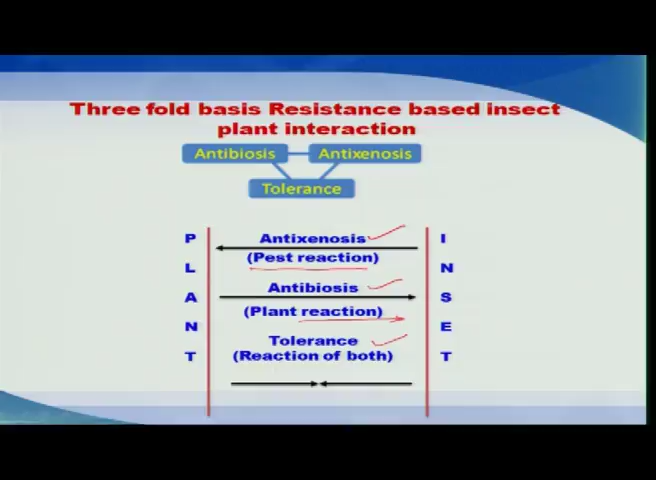 Three fold basis Resistance based insect
plant interaction
Antibiosis
Antixenosis
Tolerance
P
L
A
N
T
Antixenosis
(Pest reaction)
Antibiosis
(Plant reaction)
Tolerance
(Reaction of both)
I
N
S
E
T